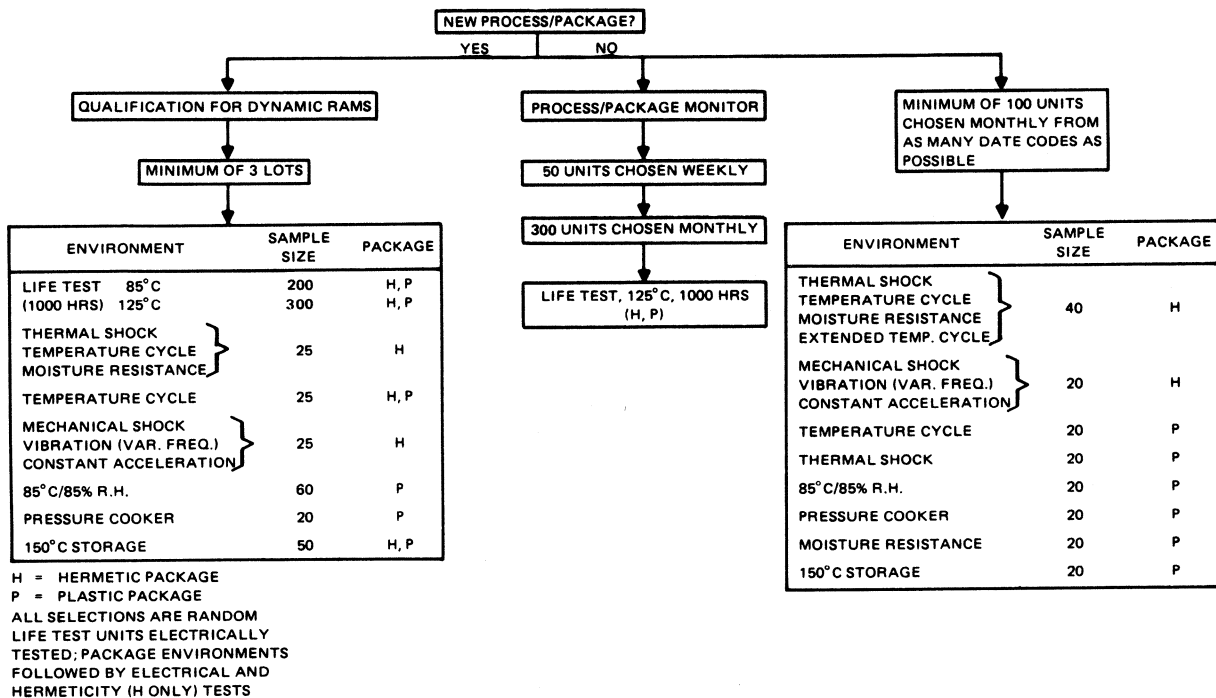 NEW PROCESS/PACKAGE?
YES NO
QUALIFICATION FOR DYNAMIC RAMS
MINIMUM OF 3 LOTS
ENVIRONMENT SAMPLE SIZE PACKAGE
LIFE TEST 85°C 200 H, P
(1000 HRS) 125°C 300 H, P
THERMAL SHOCK
TEMPERATURE CYCLE 25 H
MOISTURE RESISTANCE
TEMPERATURE CYCLE 25 H, P
MECHANICAL SHOCK
VIBRATION (VAR. FREQ.) 25 H
CONSTANT ACCELERATION
85°C/85% R.H. 60 P
PRESSURE COOKER 20 P
150°C STORAGE 50 H, P
H = HERMETIC PACKAGE
P = PLASTIC PACKAGE
ALL SELECTIONS ARE RANDOM
LIFE TEST UNITS ELECTRICALLY
TESTED; PACKAGE ENVIRONMENTS
FOLLOWED BY ELECTRICAL AND
HERMETICITY (H ONLY) TESTS
PROCESS/PACKAGE MONITOR
50 UNITS CHOSEN WEEKLY
300 UNITS CHOSEN MONTHLY
LIFE TEST, 125°C, 1000 HRS
(H, P)
MINIMUM OF 100 UNITS
CHOSEN MONTHLY FROM
AS MANY DATE CODES AS
POSSIBLE
ENVIRONMENT SAMPLE SIZE PACKAGE
THERMAL SHOCK
TEMPERATURE CYCLE
MOISTURE RESISTANCE 40 H
EXTENDED TEMP. CYCLE
MECHANICAL SHOCK
VIBRATION (VAR. FREQ.) 20 H
CONSTANT ACCELERATION
TEMPERATURE CYCLE 20 P
THERMAL SHOCK 20 P
85°C/85% R.H. 20 P
PRESSURE COOKER 20 P
MOISTURE RESISTANCE 20 P
150°C STORAGE 20 P